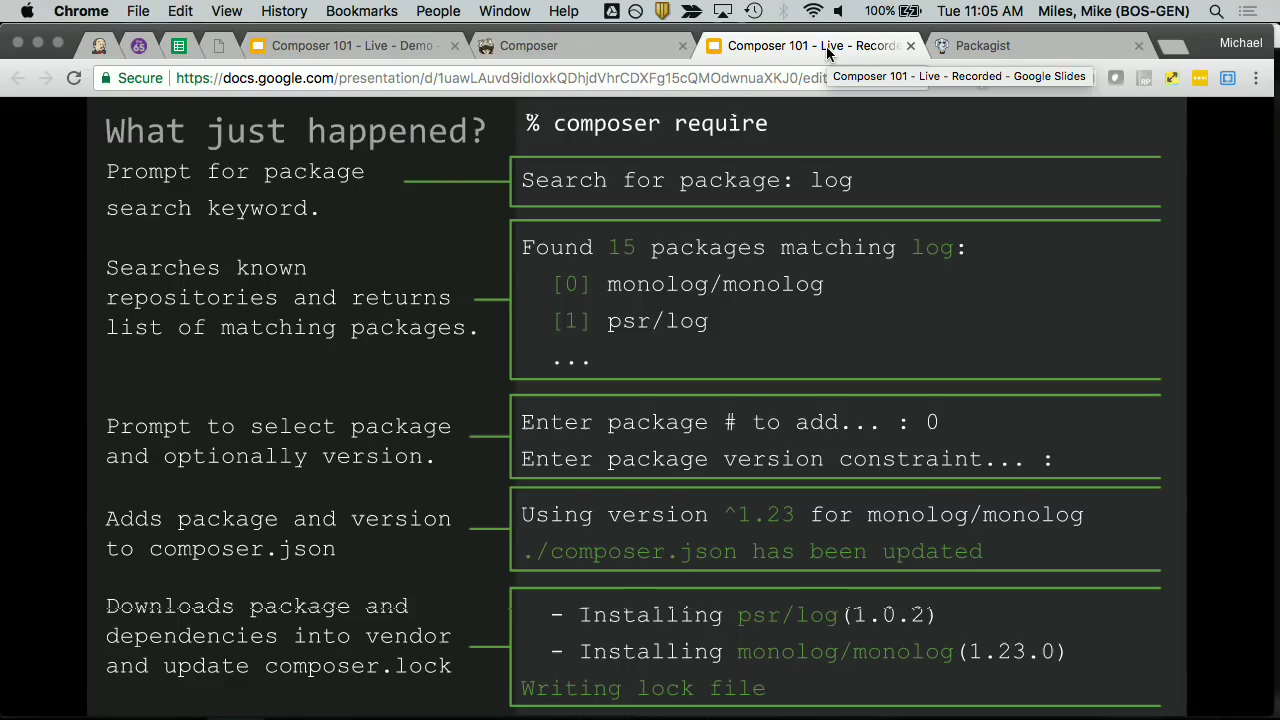 Chrome File Edit View History Bookmarks People Window Help 100% Tue 11:05 AM Miles, Mike (BOS-GEN)
65 Composer 101 - Live - Demo - Composer Composer 101 - Live - Recorde Packagist Michael
Secure https://docs.google.com/presentation/d/ Composer 101 - Live - Recorded - Google Slides RP
What just happened?
% composer require
Prompt for package
search keyword.
Search for package: log
Searches known
repositories and returns
list of matching packages.
Found 15 packages matching log:
[0] monolog/monolog
[1] psr/log
...
Prompt to select package
and optionally version.
Enter package # to add... : 0
Enter package version constraint... :
Adds package and version
to composer.json
Using version ^1.23 for monolog/monolog
./composer.json has been updated
Downloads package and
dependencies into vendor
and update composer.lock
- Installing psr/log(1.0.2)
- Installing monolog/monolog(1.23.0)
Writing lock file